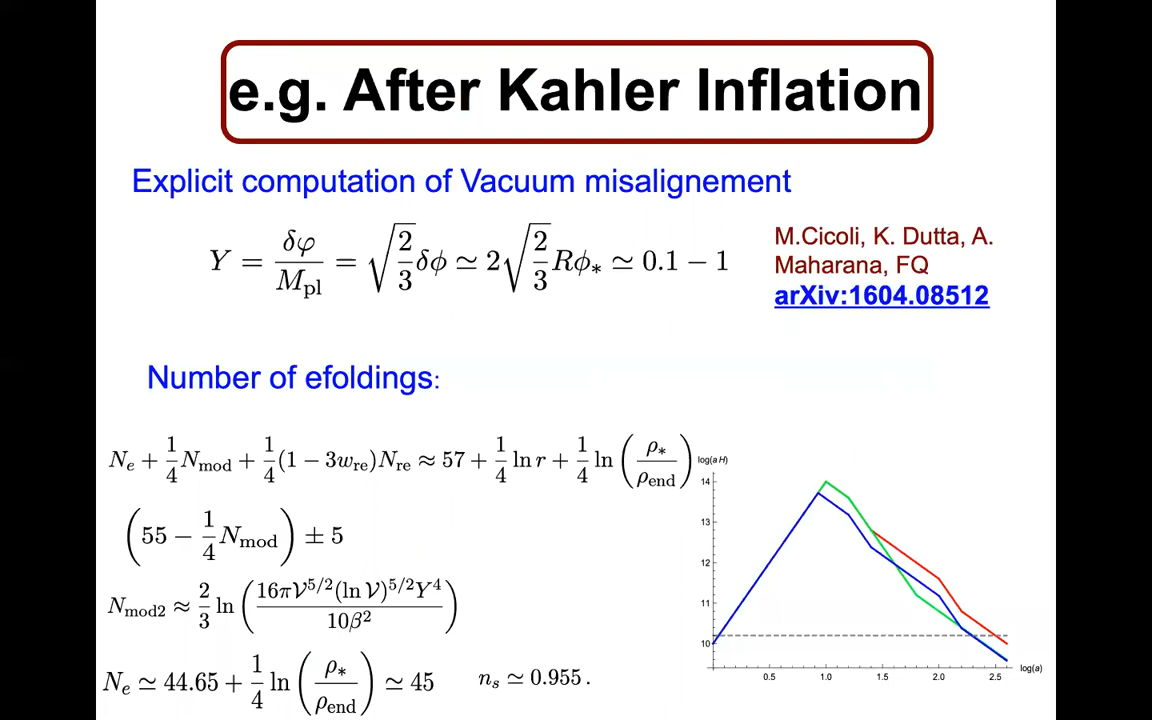 e.g. After Kahler Inflation
Explicit computation of Vacuum misalignement
Y = δφ/M_pl = √(2/3) δϕ ≃ 2√(2/3) Rϕ_* ≃ 0.1 − 1
M.Cicoli, K. Dutta, A.
Maharana, FQ
arXiv:1604.08512
Number of efoldings:
N_e + 1/4 N_mod + 1/4 (1 − 3w_re)N_re ≈ 57 + 1/4 ln r + 1/4 ln (ρ_*/ρ_end)
(55 − 1/4 N_mod) ± 5
N_mod2 ≈ 2/3 ln (16π𝒱^{5/2}(ln 𝒱)^{5/2}Y^4 / 10β^2)
N_e ≃ 44.65 + 1/4 ln (ρ_*/ρ_end) ≃ 45
n_s ≃ 0.955 .
log(a H)
14
13
12
11
10
0.5 1.0 1.5 2.0 2.5
log(a)